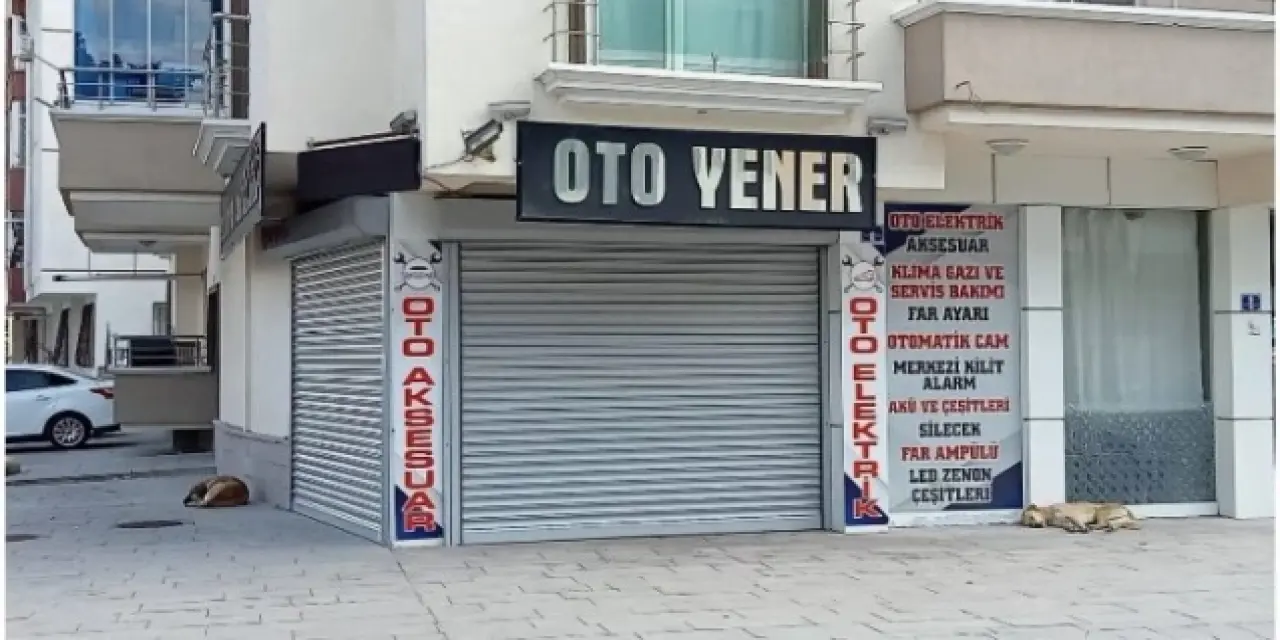 OTO YENER
OTO AKSESUAR
OTO ELEKTRİK
OTO ELEKTRİK
AKSESUAR
KLİMA GAZI VE
SERVİS BAKIMI
FAR AYARI
OTOMATİK CAM
MERKEZİ KİLİT
ALARM
AKÜ VE ÇEŞİTLERİ
SİLECEK
FAR AMPÜLÜ
LED ZENON
ÇEŞİTLERİ